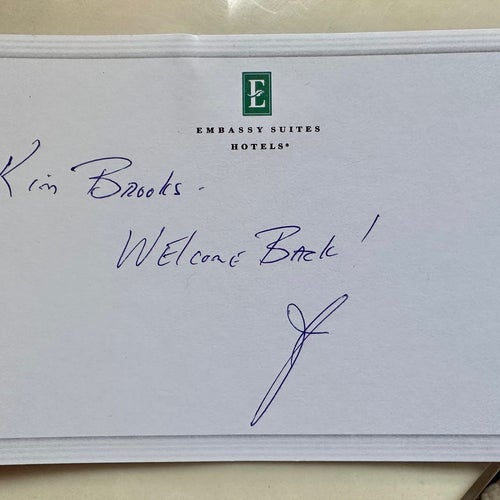 E
EMBASSY SUITES
HOTELS®
Kim Brooks.
Welcome Back!